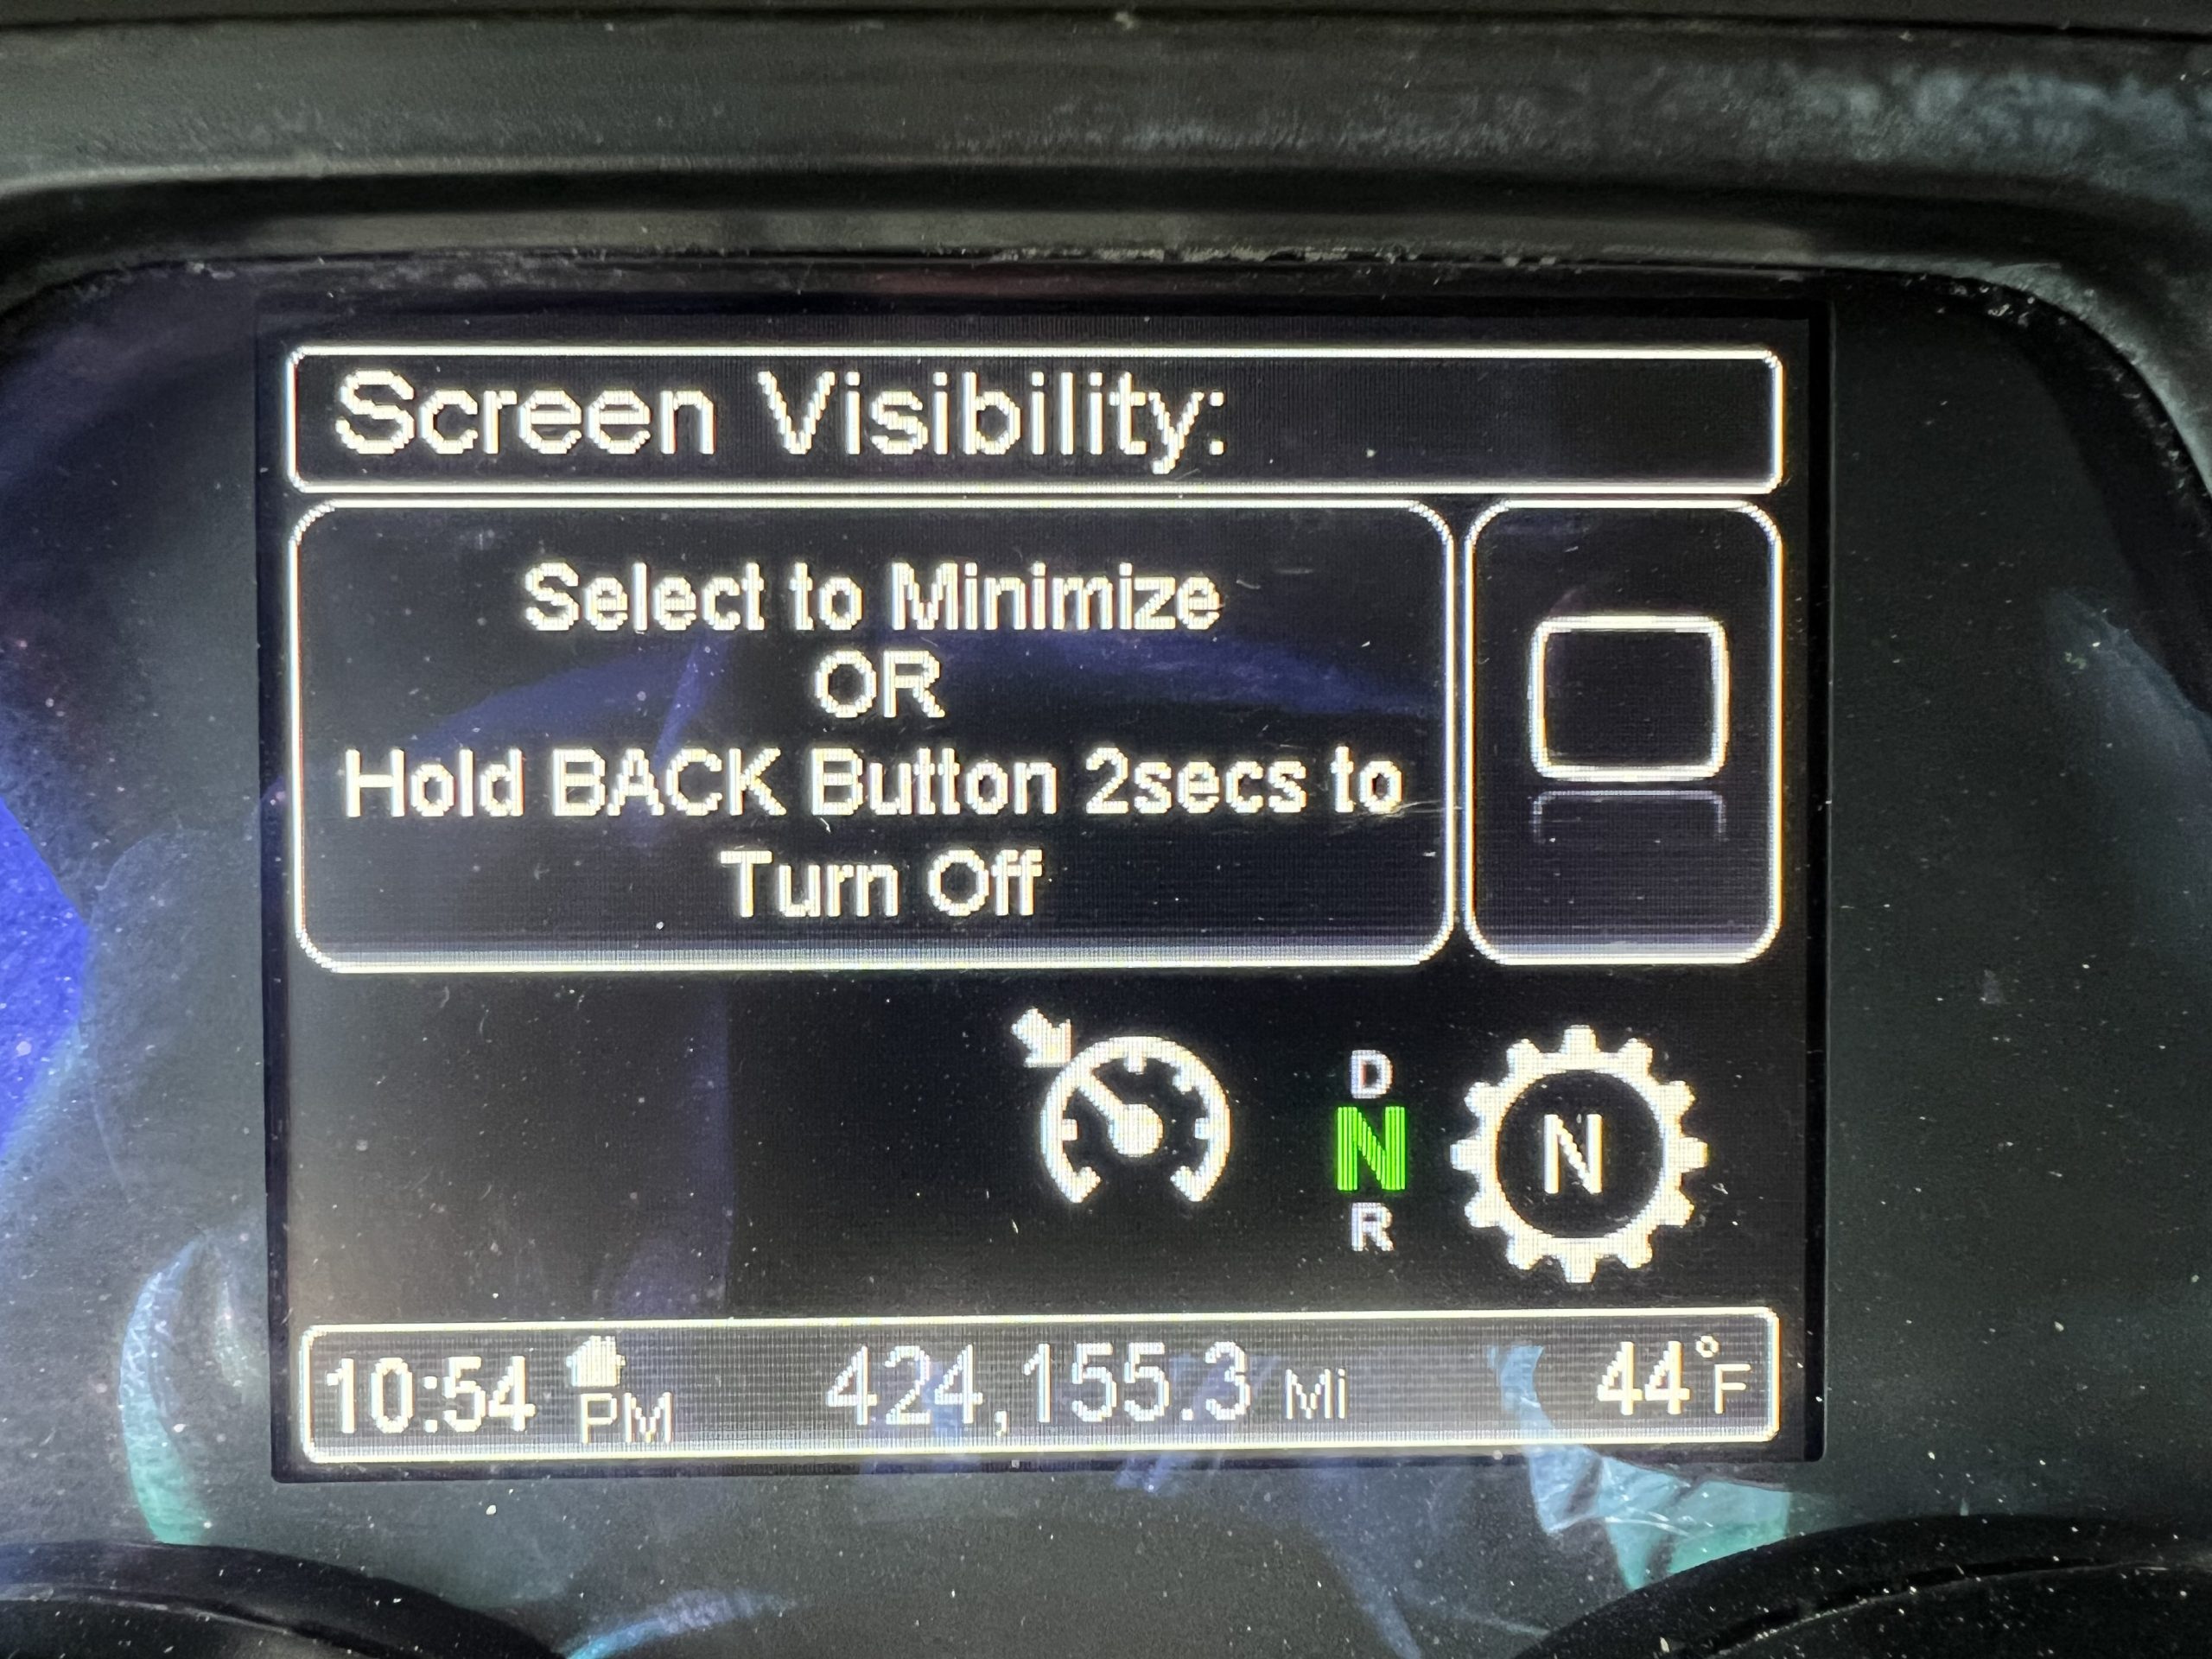 Screen Visibility:
Select to Minimize
OR
Hold BACK Button 2secs to
Turn Off
D
N
R
N
10:54 PM 424,155.3 Mi 44°F